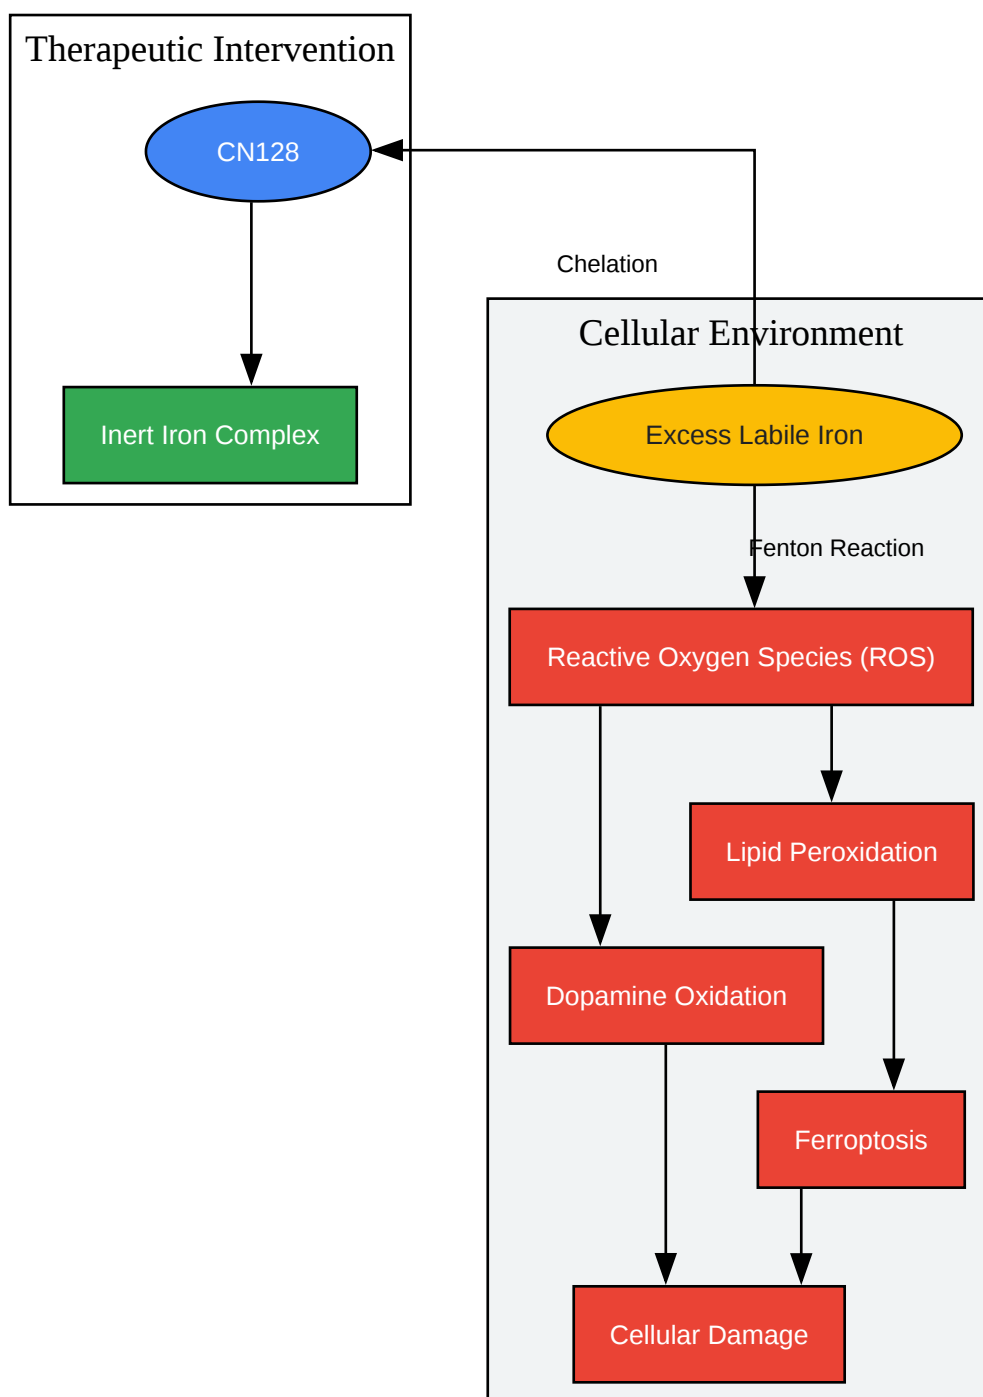 Therapeutic Intervention
CN128
Chelation
Cellular Environment
Inert Iron Complex
Excess Labile Iron
Fenton Reaction
Reactive Oxygen Species (ROS)
Lipid Peroxidation
Dopamine Oxidation
Ferroptosis
Cellular Damage